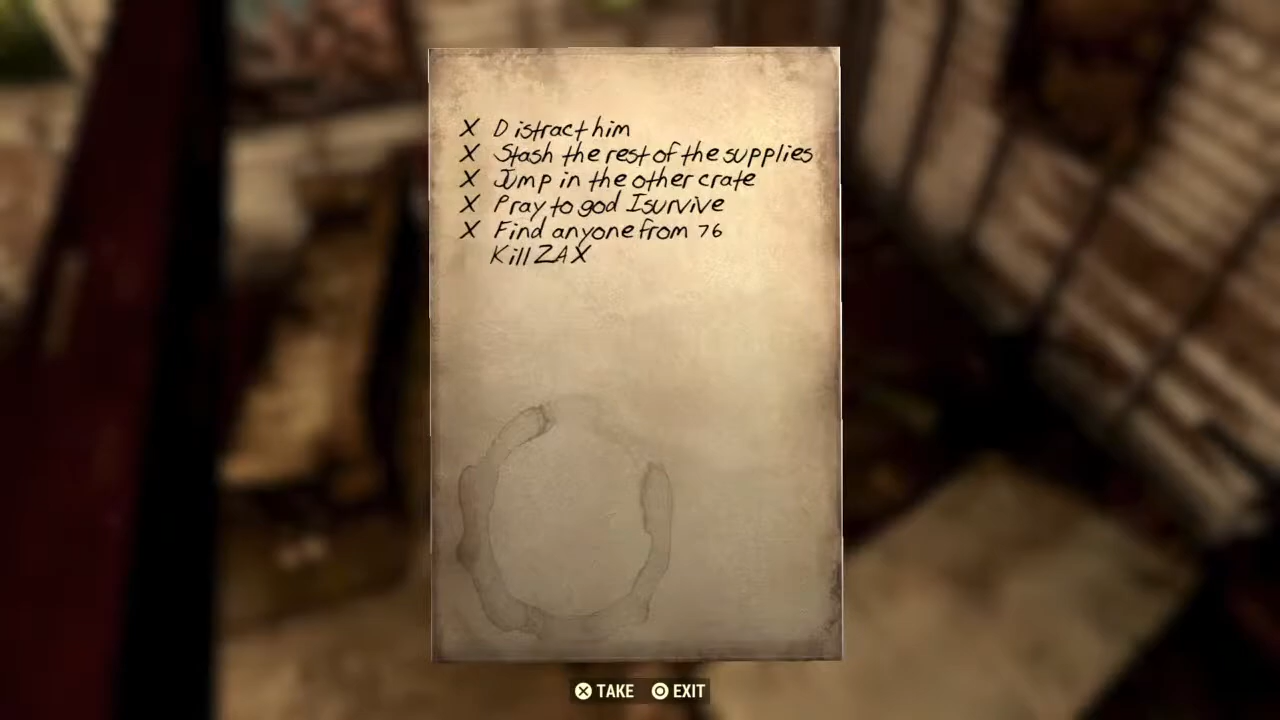 X Distract him
X Stash the rest of the supplies
X Jump in the other crate
X Pray to god I survive
X Find anyone from 76
Kill ZAX
TAKE EXIT